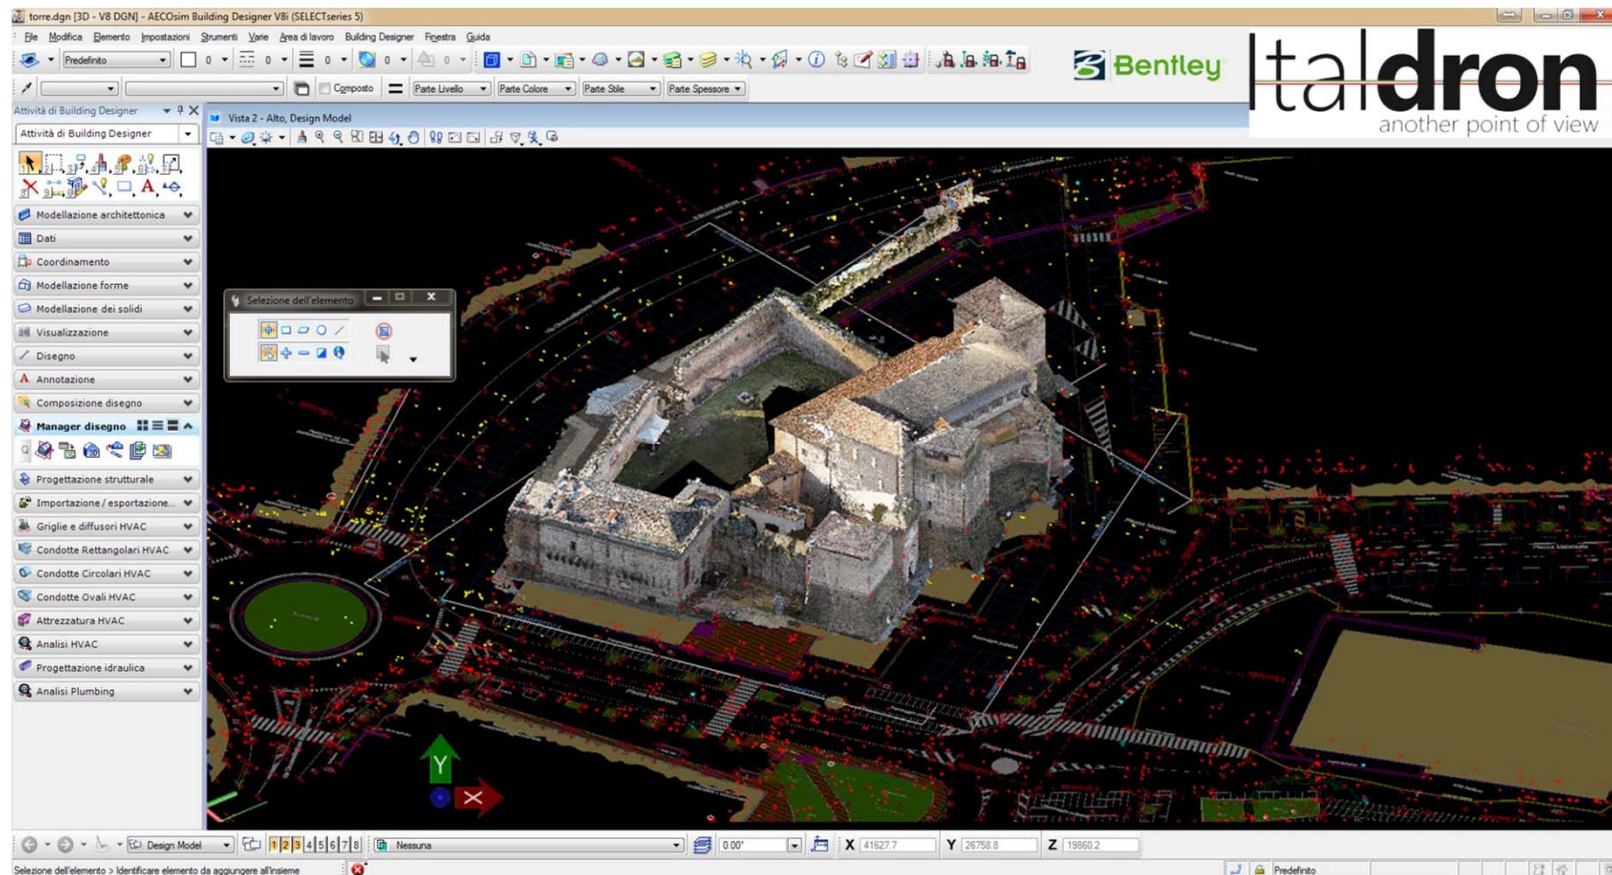 torre.dgn [3D - V8 DGN] - AECOsim Building Designer V8i (SELECTseries 5)
File Modifica Elemento Impostazioni Strumenti Varie Area di lavoro Building Designer Finestra Guida
Predefinito 0 0 0 0 0
Bentley
Italdron
another point of view
Composto Parte Livello Parte Colore Parte Stile Parte Spessore
Attività di Building Designer
Attività di Building Designer
Vista 2 - Alto, Design Model
Modellazione architettonica
Dati
Coordinamento
Modellazione forme
Modellazione dei solidi
Visualizzazione
Disegno
Annotazione
Composizione disegno
Manager disegno
Progettazione strutturale
Importazione / esportazione...
Griglie e diffusori HVAC
Condotte Rettangolari HVAC
Condotte Circolari HVAC
Condotte Ovali HVAC
Attrezzatura HVAC
Analisi HVAC
Progettazione idraulica
Analisi Plumbing
Selezione dell'elemento
Y
X
Design Model 1 2 3 4 5 6 7 8 Nessuna 0.00° X 41627.7 Y 26758.8 Z 19860.2
Selezione dell'elemento > Identificare elemento da aggiungere all'insieme Predefinito